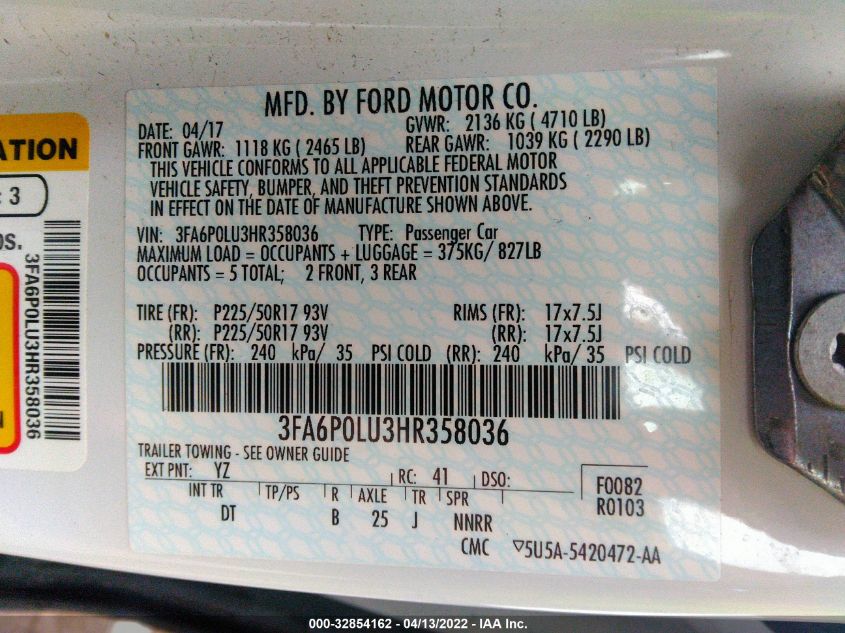 MFD. BY FORD MOTOR CO.
DATE: 04/17 GVWR: 2136 KG ( 4710 LB)
FRONT GAWR: 1118 KG ( 2465 LB) REAR GAWR: 1039 KG ( 2290 LB)
THIS VEHICLE CONFORMS TO ALL APPLICABLE FEDERAL MOTOR
VEHICLE SAFETY, BUMPER, AND THEFT PREVENTION STANDARDS
IN EFFECT ON THE DATE OF MANUFACTURE SHOWN ABOVE.
VIN: 3FA6P0LU3HR358036 TYPE: Passenger Car
MAXIMUM LOAD = OCCUPANTS + LUGGAGE = 375KG/ 827LB
OCCUPANTS = 5 TOTAL; 2 FRONT, 3 REAR
TIRE (FR): P225/50R17 93V RIMS (FR): 17x7.5J
(RR): P225/50R17 93V (RR): 17x7.5J
PRESSURE (FR): 240 kPa/ 35 PSI COLD (RR): 240 kPa/ 35 PSI COLD
3FA6P0LU3HR358036
TRAILER TOWING - SEE OWNER GUIDE
EXT PNT: YZ RC: 41 DSO: F0082
INT TR TP/PS R AXLE TR SPR R0103
DT B 25 J NNRR
CMC ▽5U5A-5420472-AA
ATION
: 3
OS.
3FA6P0LU3HR358036
N
000-32854162 - 04/13/2022 - IAA Inc.